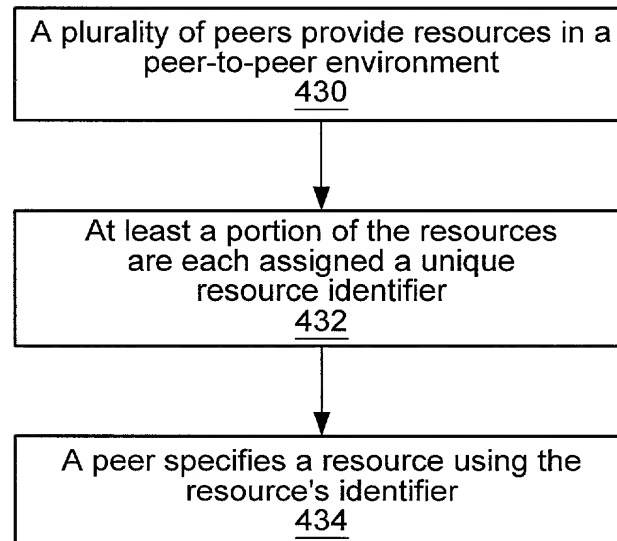 A plurality of peers provide resources in a
peer-to-peer environment
430
At least a portion of the resources
are each assigned a unique
resource identifier
432
A peer specifies a resource using the
resource's identifier
434